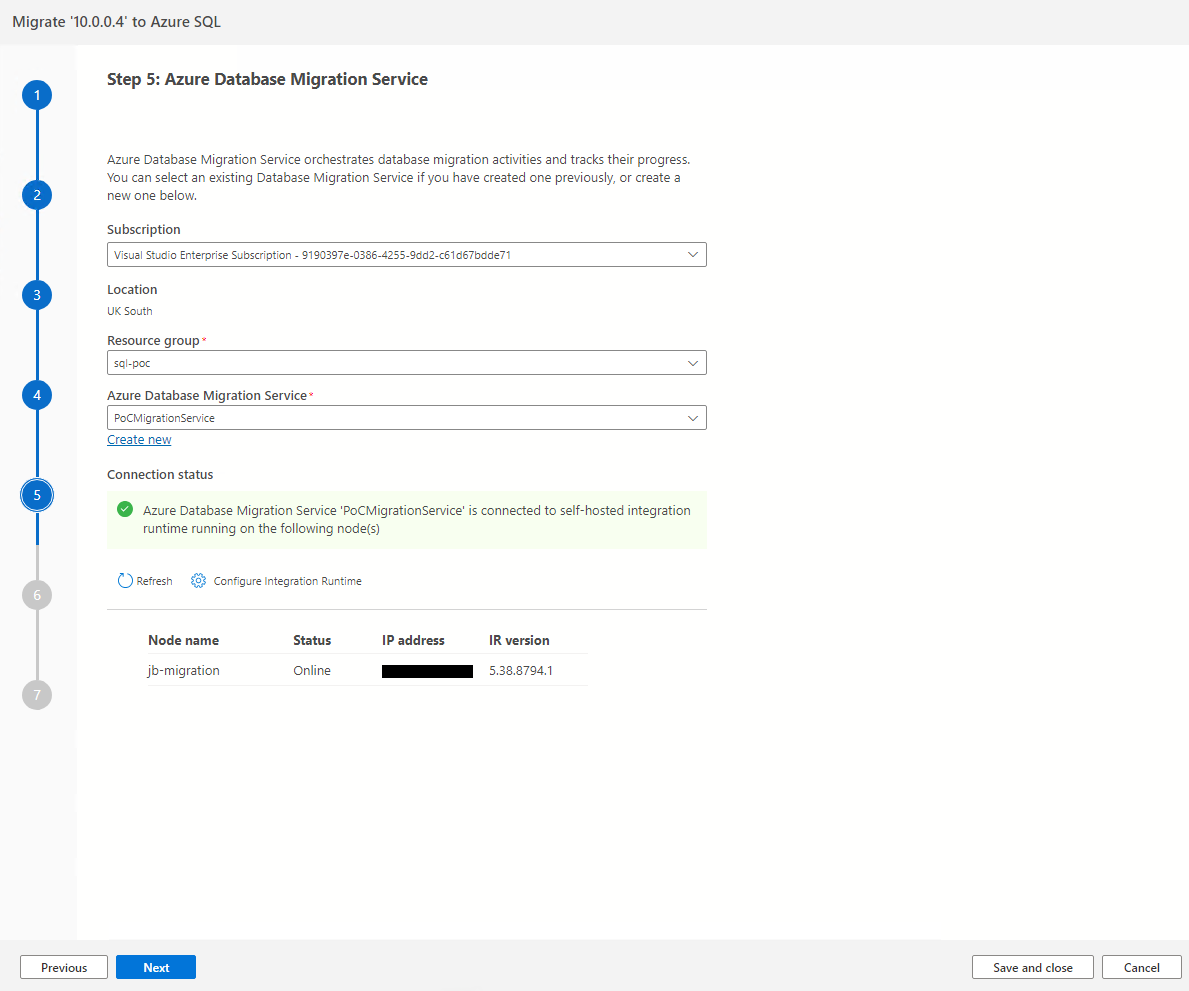 Migrate '10.0.0.4' to Azure SQL
1
2
3
4
5
6
7
Step 5: Azure Database Migration Service
Azure Database Migration Service orchestrates database migration activities and tracks their progress.
You can select an existing Database Migration Service if you have created one previously, or create a
new one below.
Subscription
Visual Studio Enterprise Subscription - 9190397e-0386-4255-9dd2-c61d67bdde71
Location
UK South
Resource group*
sql-poc
Azure Database Migration Service*
PoCMigrationService
Create new
Connection status
Azure Database Migration Service 'PoCMigrationService' is connected to self-hosted integration
runtime running on the following node(s)
Refresh Configure Integration Runtime
Node name Status IP address IR version
jb-migration Online 5.38.8794.1
Previous Next Save and close Cancel